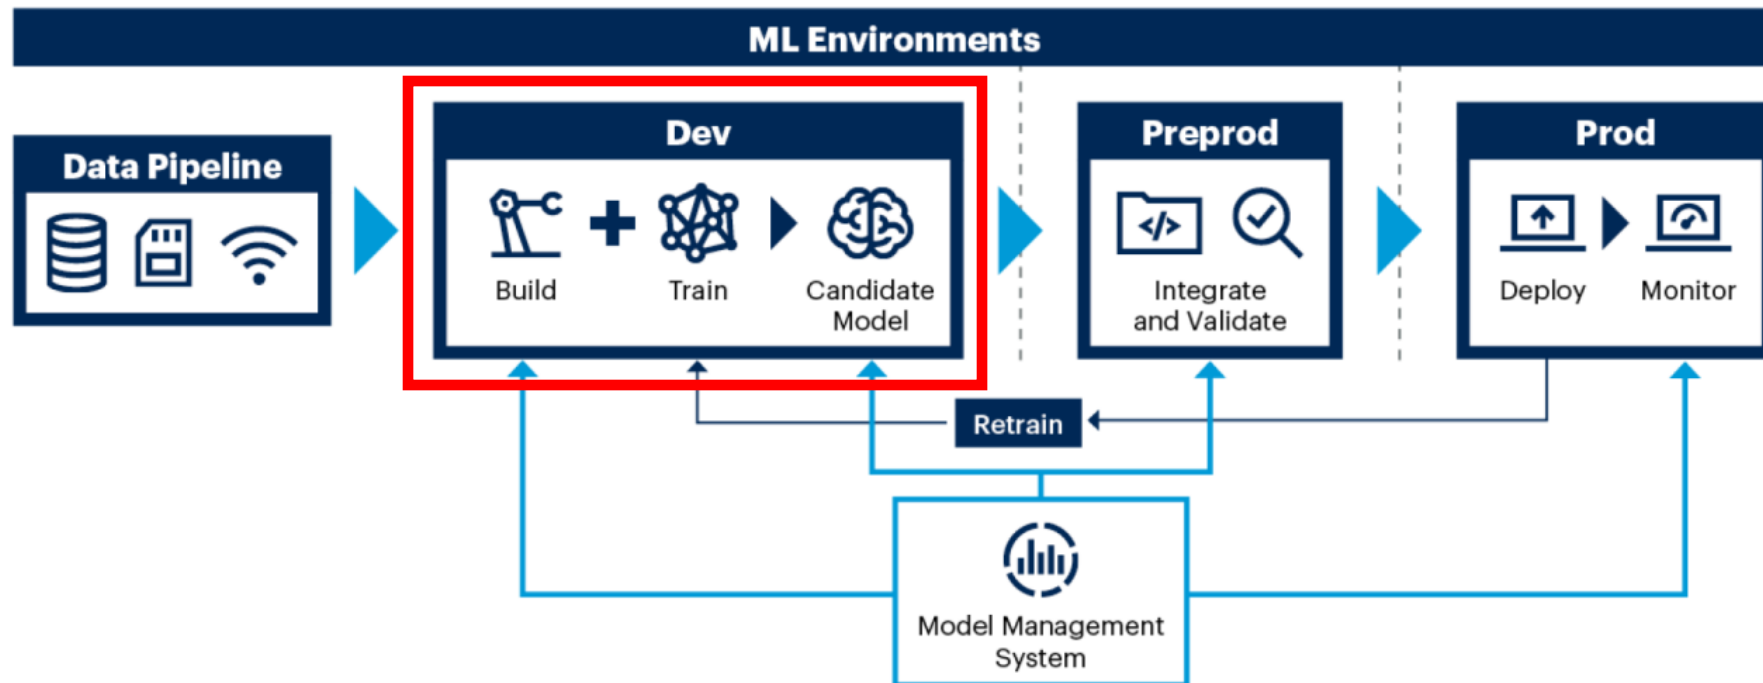 ML Environments
Data Pipeline
Dev
Build
Train
Candidate
Model
Preprod
</>
Integrate
and Validate
Prod
Deploy
Monitor
Retrain
Model Management
System